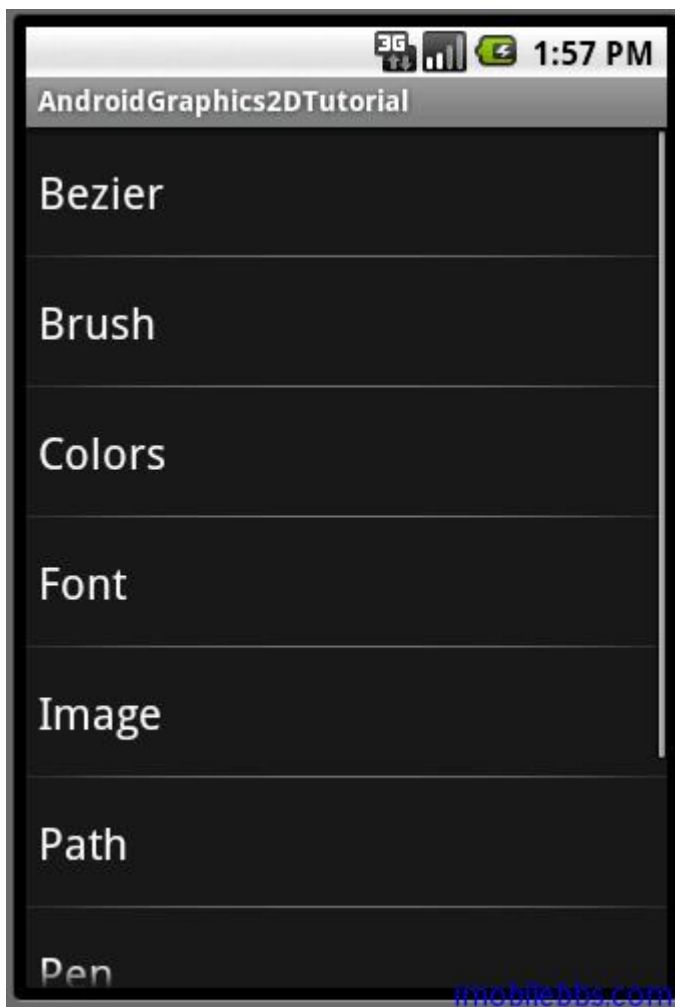 3G 1:57 PM
AndroidGraphics2DTutorial
Bezier
Brush
Colors
Font
Image
Path
Pen
imobilebbs.com